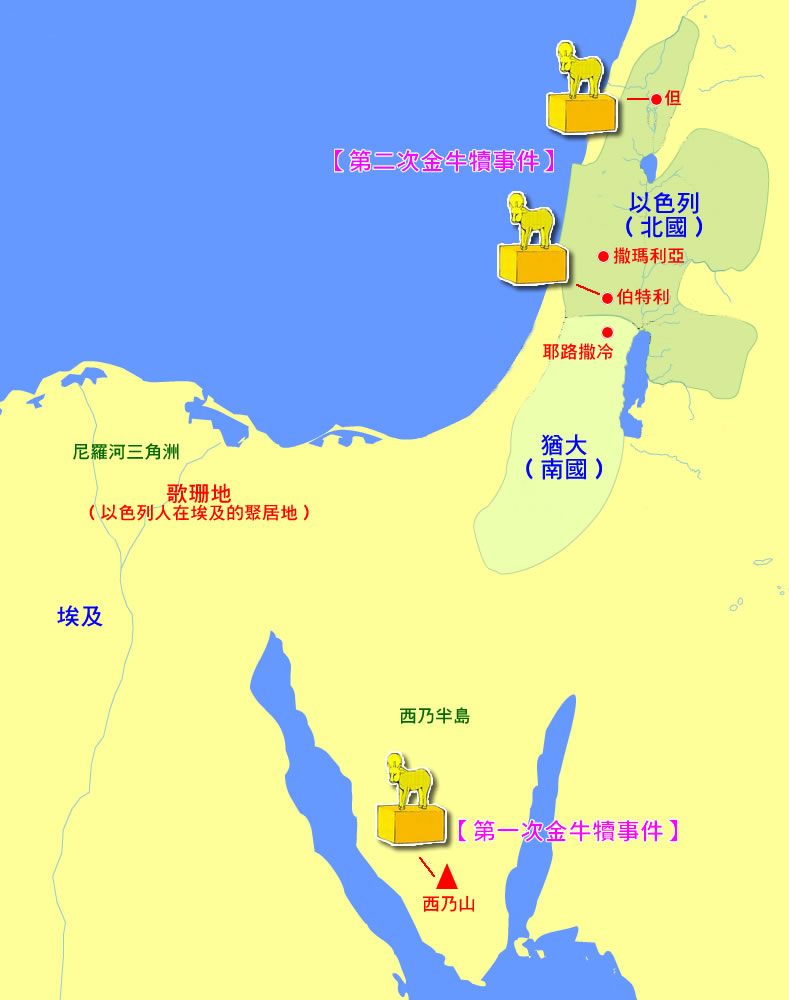 但
【第二次金牛犢事件】
以色列
（北國）
撒瑪利亞
伯特利
耶路撒冷
猶大
（南國）
尼羅河三角洲
歌珊地
（以色列人在埃及的聚居地）
埃及
西乃半島
【第一次金牛犢事件】
西乃山